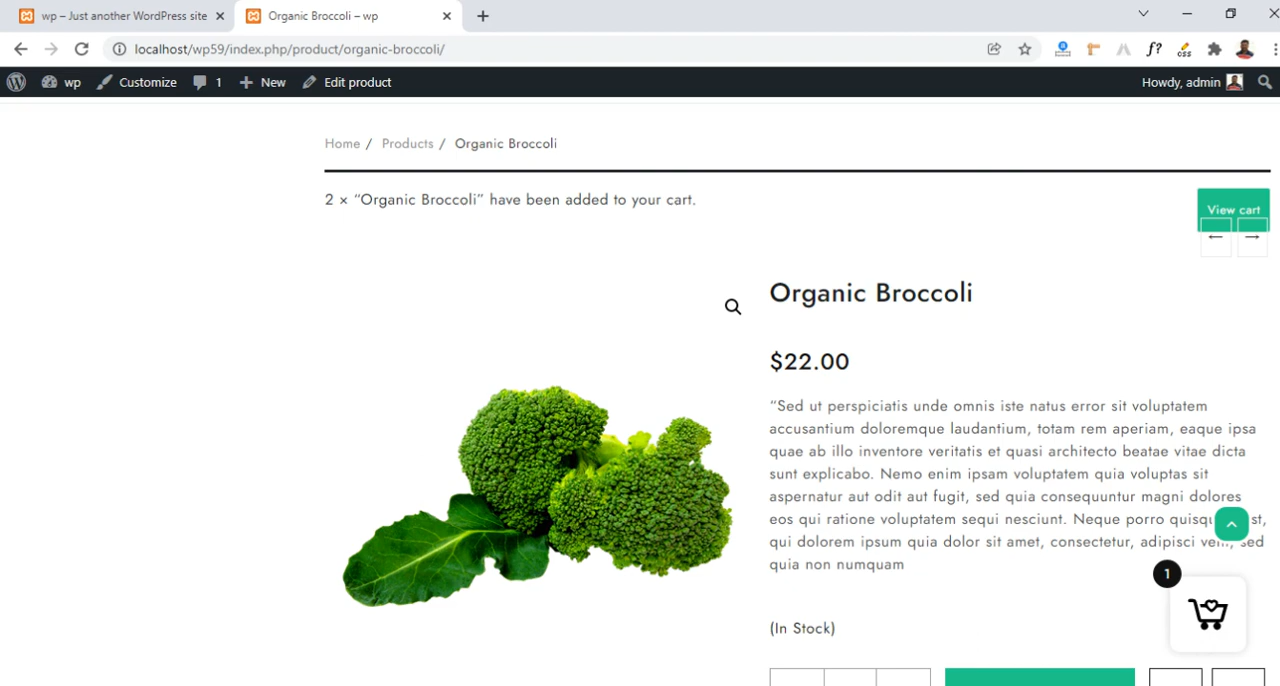 wp – Just another WordPress site
Organic Broccoli – wp
localhost/wp59/index.php/product/organic-broccoli/
f?
css
wp
Customize
1
New
Edit product
Howdy, admin
Home / Products / Organic Broccoli
2 × “Organic Broccoli” have been added to your cart.
View cart
Organic Broccoli
$22.00
“Sed ut perspiciatis unde omnis iste natus error sit voluptatem
accusantium doloremque laudantium, totam rem aperiam, eaque ipsa
quae ab illo inventore veritatis et quasi architecto beatae vitae dicta
sunt explicabo. Nemo enim ipsam voluptatem quia voluptas sit
aspernatur aut odit aut fugit, sed quia consequuntur magni dolores
eos qui ratione voluptatem sequi nesciunt. Neque porro
qui dolorem ipsum quia dolor sit amet, consectetur, adipisci sed
quia non numquam
1
(In Stock)